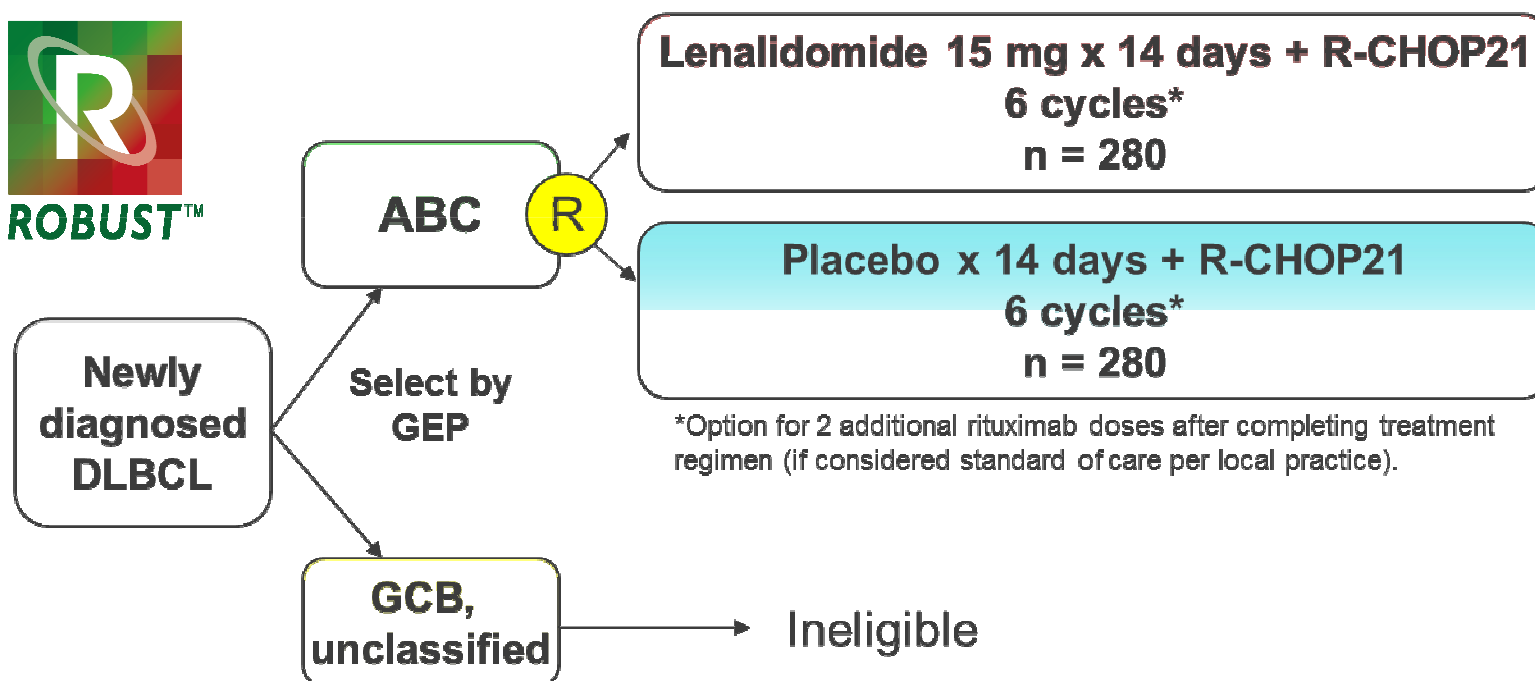 R
ROBUST™
Lenalidomide 15 mg x 14 days + R-CHOP21
6 cycles*
n = 280
ABC
R
Placebo x 14 days + R-CHOP21
6 cycles*
n = 280
Newly
diagnosed
DLBCL
Select by
GEP
*Option for 2 additional rituximab doses after completing treatment
regimen (if considered standard of care per local practice).
GCB,
unclassified
Ineligible